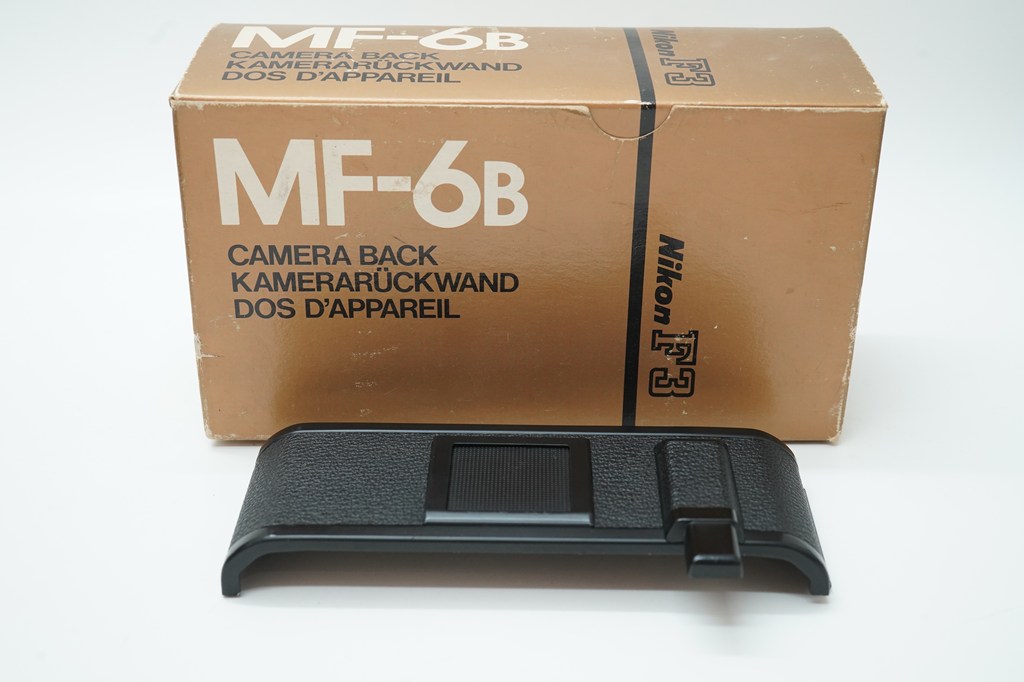 MF-6B
CAMERA BACK
KAMERARÜCKWAND
DOS D'APPAREIL
Nikon F3
MF-6B
CAMERA BACK
KAMERARÜCKWAND
DOS D'APPAREIL
Nikon F3